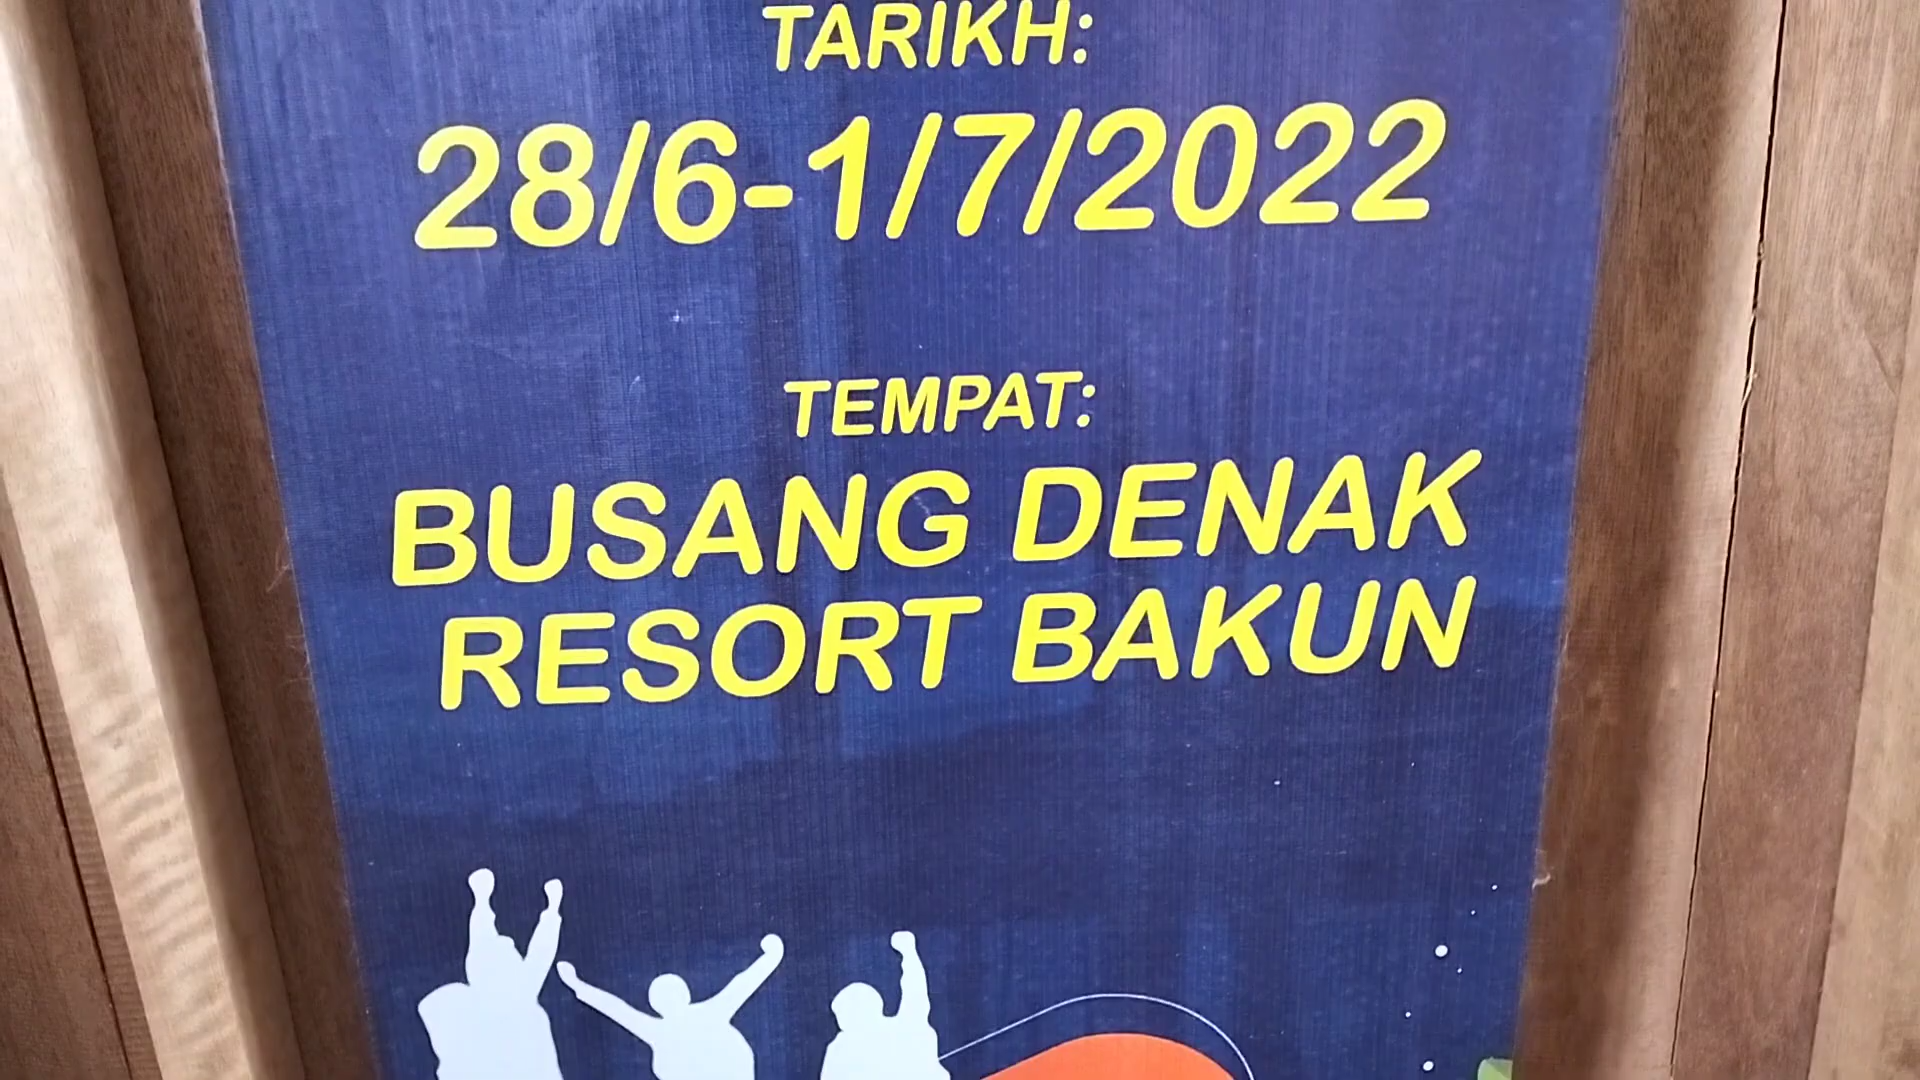 TARIKH:
28/6-1/7/2022
TEMPAT:
BUSANG DENAK
RESORT BAKUN